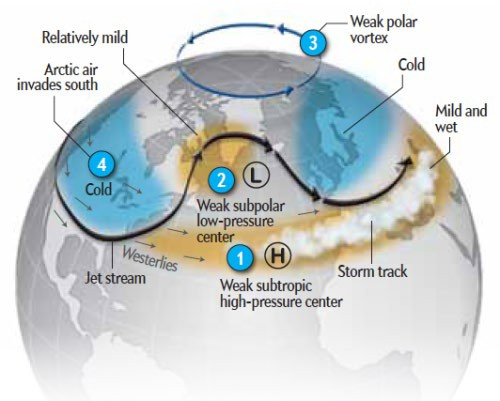 Weak polar
vortex
3
Relatively mild
Cold
Arctic air
invades south
Mild and
wet
4
Cold
2
L
Weak subpolar
low-pressure
center
Westerlies
1
H
Jet stream
Storm track
Weak subtropic
high-pressure center